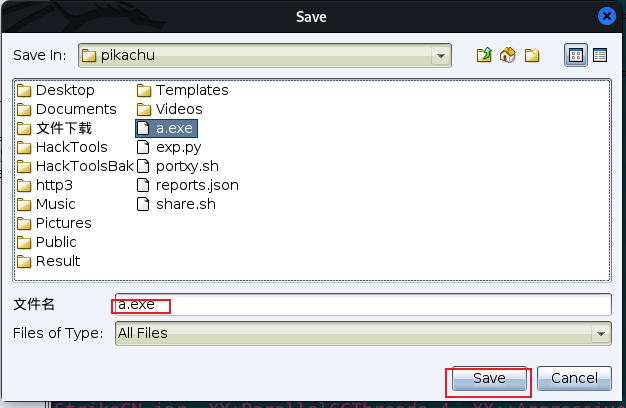 Save
Save In: pikachu
Desktop
Documents
文件下载
HackTools
HackToolsBak
http3
Music
Pictures
Public
Result
Templates
Videos
a.exe
exp.py
portxy.sh
reports.json
share.sh
文件名 a.exe
Files of Type: All Files
Save Cancel